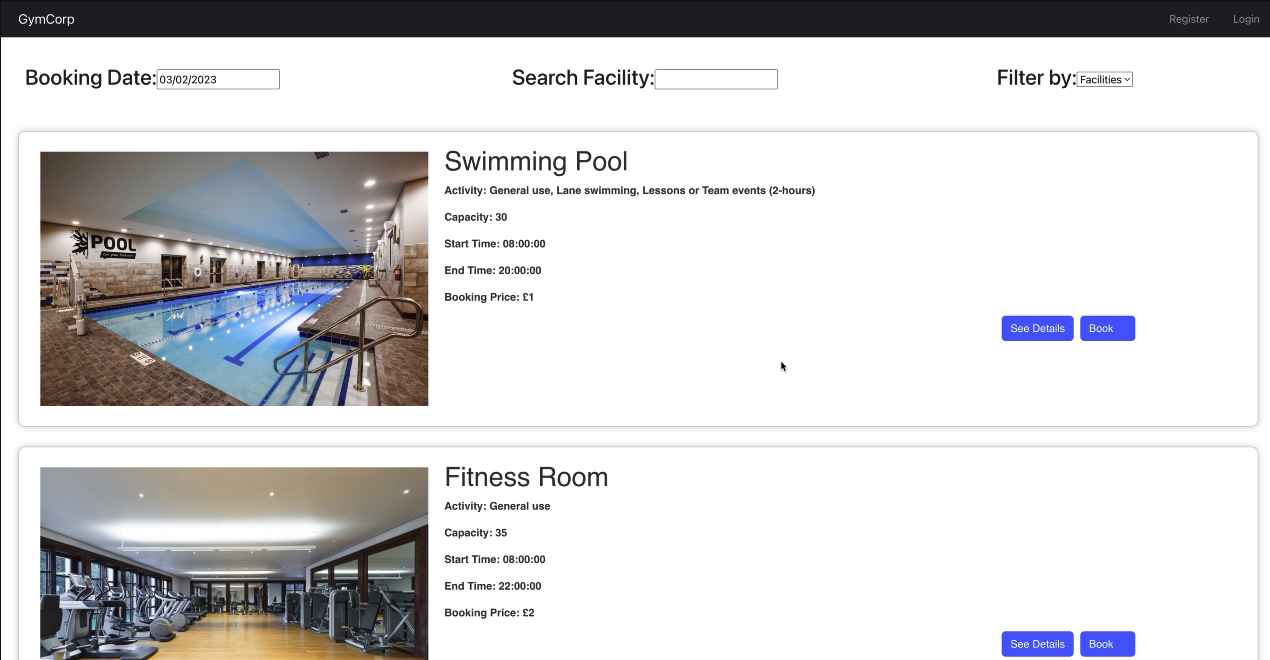 GymCorp Register Login
Booking Date: 03/02/2023 Search Facility: Filter by: Facilities
Swimming Pool
POOL
Activity: General use, Lane swimming, Lessons or Team events (2-hours)
Capacity: 30
Start Time: 08:00:00
End Time: 20:00:00
Booking Price: £1
See Details Book
Fitness Room
Activity: General use
Capacity: 35
Start Time: 08:00:00
End Time: 22:00:00
Booking Price: £2
See Details Book